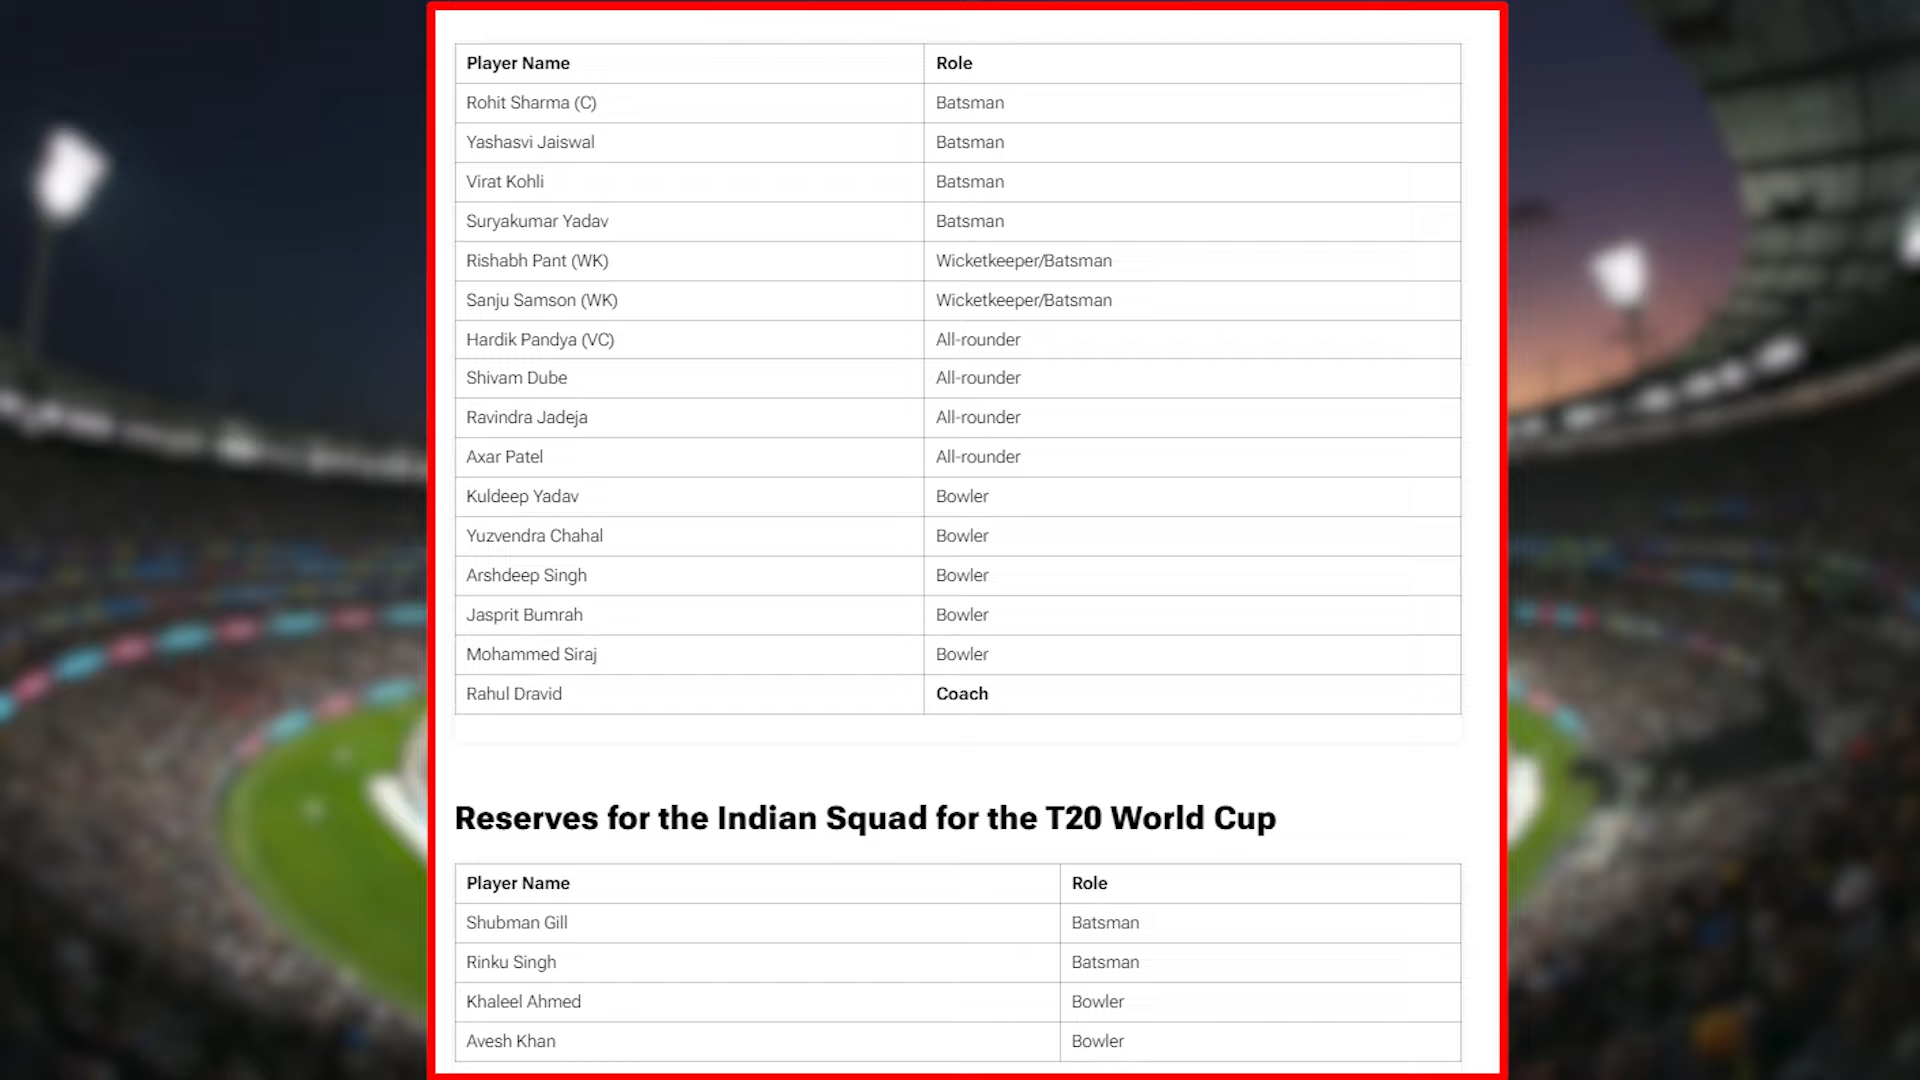 Player Name Role
Rohit Sharma (C) Batsman
Yashasvi Jaiswal Batsman
Virat Kohli Batsman
Suryakumar Yadav Batsman
Rishabh Pant (WK) Wicketkeeper/Batsman
Sanju Samson (WK) Wicketkeeper/Batsman
Hardik Pandya (VC) All-rounder
Shivam Dube All-rounder
Ravindra Jadeja All-rounder
Axar Patel All-rounder
Kuldeep Yadav Bowler
Yuzvendra Chahal Bowler
Arshdeep Singh Bowler
Jasprit Bumrah Bowler
Mohammed Siraj Bowler
Rahul Dravid Coach
Reserves for the Indian Squad for the T20 World Cup
Player Name Role
Shubman Gill Batsman
Rinku Singh Batsman
Khaleel Ahmed Bowler
Avesh Khan Bowler